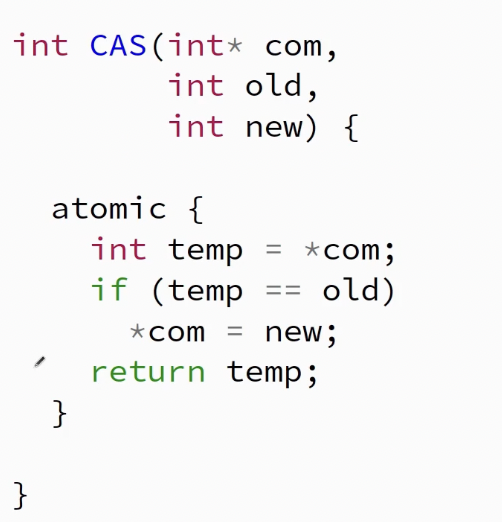 int CAS(int* com,
        int old,
        int new) {
  atomic {
    int temp = *com;
    if (temp == old)
      *com = new;
    return temp;
  }
}